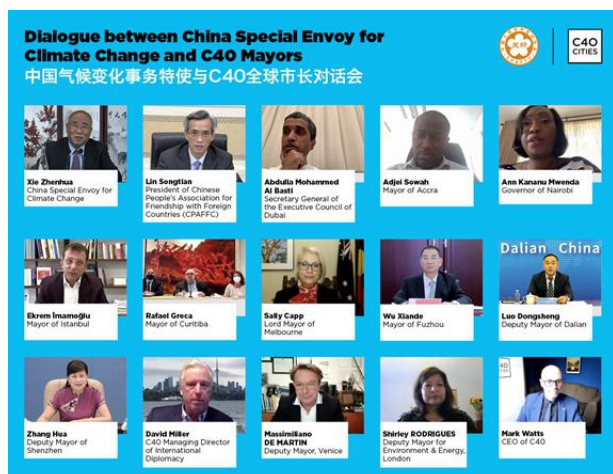 Dialogue between China Special Envoy for
Climate Change and C40 Mayors
中国气候变化事务特使与C40全球市长对话会
友好
C40
CITIES
Xie Zhenhua
China Special Envoy for
Climate Change
Lin Songtian
President of Chinese
People's Association for
Friendship with Foreign
Countries (CPAFFC)
Abdulla Mohammed
Al Basti
Secretary General of
the Executive Council of
Dubai
Adjei Sowah
Mayor of Accra
Ann Kananu Mwenda
Governor of Nairobi
Ekrem İmamoğlu
Mayor of Istanbul
Rafael Greca
Mayor of Curitiba
Sally Capp
Lord Mayor of
Melbourne
Wu Xiande
Mayor of Fuzhou
Dalian China
Luo Dongsheng
Deputy Mayor of Dalian
Zhang Hua
Deputy Mayor of
Shenzhen
David Miller
C40 Managing Director
of International
Diplomacy
Massimiliano
DE MARTIN
Deputy Mayor, Venice
Shirley RODRIGUES
Deputy Mayor for
Environment & Energy,
London
C40
CITIES
Mark Watts
CEO of C40